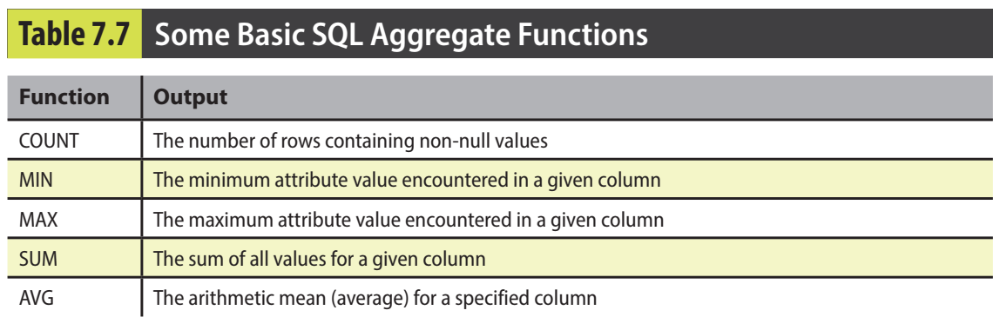 Table 7.7 Some Basic SQL Aggregate Functions
Function Output
COUNT The number of rows containing non-null values
MIN The minimum attribute value encountered in a given column
MAX The maximum attribute value encountered in a given column
SUM The sum of all values for a given column
AVG The arithmetic mean (average) for a specified column